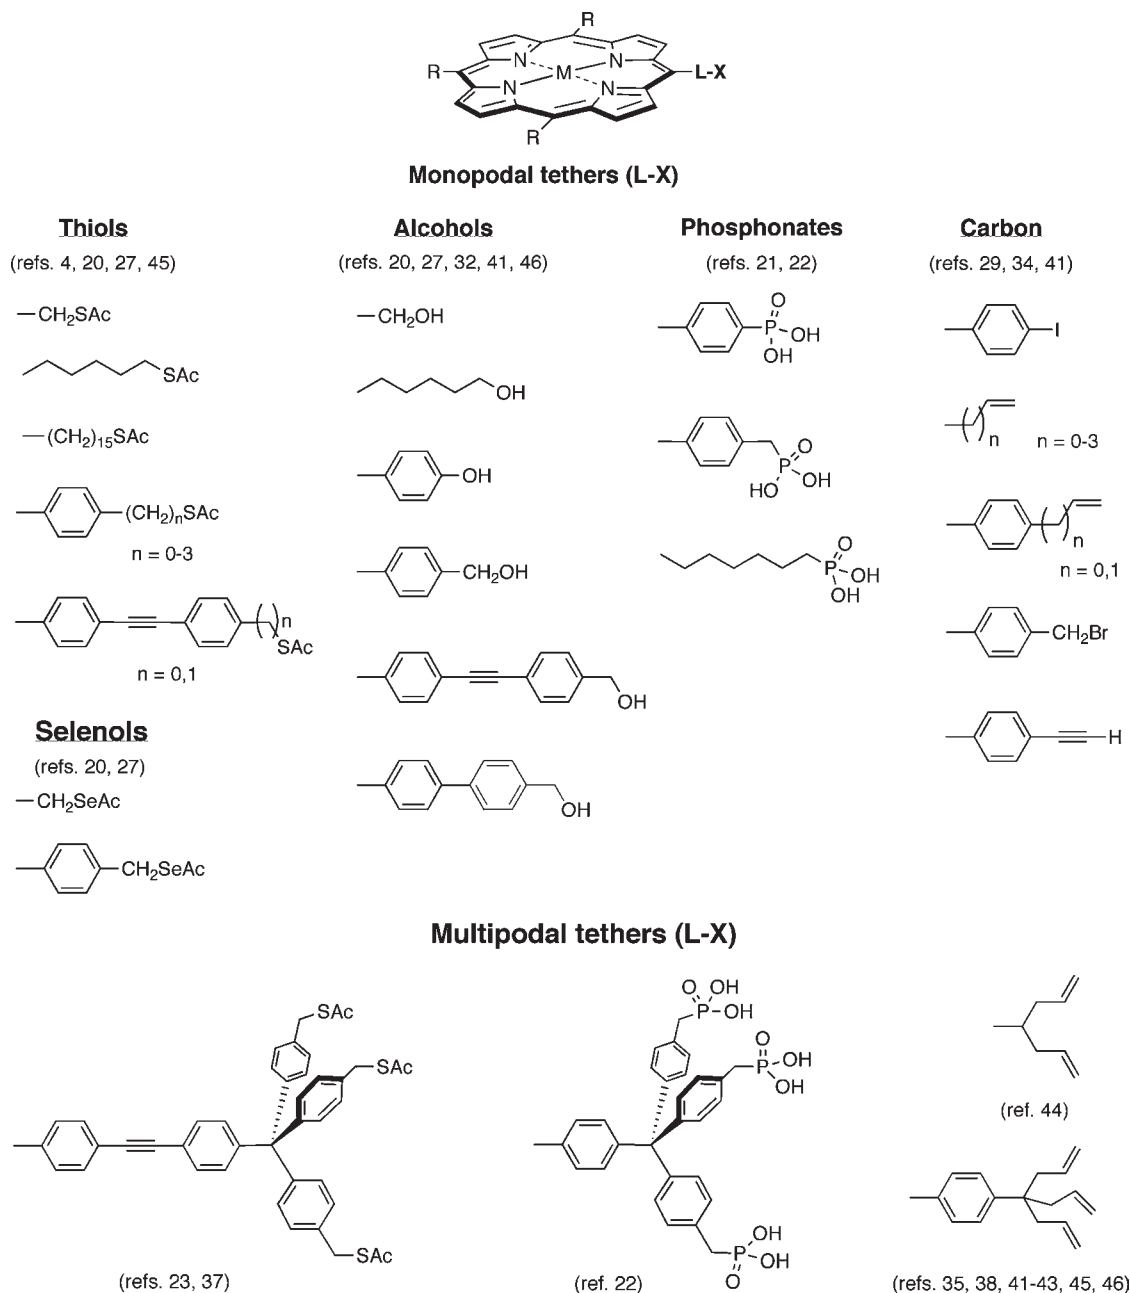 R
N N
R M L-X
N N
R
Monopodal tethers (L-X)
Thiols
(refs. 4, 20, 27, 45)
—CH₂SAc
SAc
—(CH₂)₁₅SAc
(CH₂)ₙSAc
n = 0-3
( )n
SAc
n = 0,1
Selenols
(refs. 20, 27)
—CH₂SeAc
CH₂SeAc
Alcohols
(refs. 20, 27, 32, 41, 46)
—CH₂OH
OH
OH
CH₂OH
OH
OH
Phosphonates
(refs. 21, 22)
O
P OH
OH
O
P
HO OH
O
P
OH
OH
Carbon
(refs. 29, 34, 41)
I
( )n n = 0-3
( )n
n = 0,1
CH₂Br
H
Multipodal tethers (L-X)
SAc
SAc
SAc
(refs. 23, 37)
O OH
P-OH
O
P OH
OH
OH
P OH
O
(ref. 22)
(ref. 44)
(refs. 35, 38, 41-43, 45, 46)